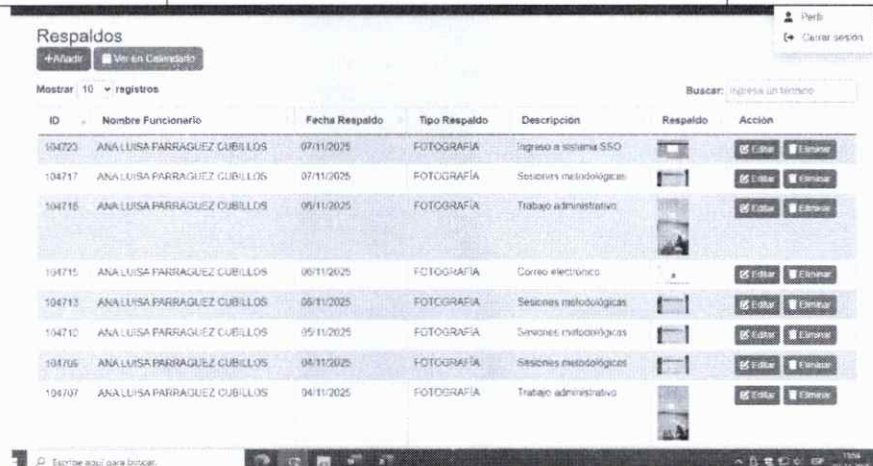 Perfil
Cerrar sesión
Respaldos
+Añadir Ver en Calendario
Mostrar 10 registros
Buscar: Ingresa un término
ID Nombre Funcionario Fecha Respaldo Tipo Respaldo Descripción Respaldo Acción
104723 ANA LUISA PARRAGUEZ CUBILLOS 07/11/2025 FOTOGRAFÍA Ingreso a sistema SSO Editar Eliminar
104717 ANA LUISA PARRAGUEZ CUBILLOS 07/11/2025 FOTOGRAFÍA Sesiones metodológicas Editar Eliminar
ANA LUISA PARRAGUEZ CUBILLOS 06/11/2025 FOTOGRAFÍA Trabajo administrativo Editar Eliminar
104715 ANA LUISA PARRAGUEZ CUBILLOS 06/11/2025 FOTOGRAFÍA Correo electrónico Editar Eliminar
104713 ANA LUISA PARRAGUEZ CUBILLOS 06/11/2025 FOTOGRAFÍA Sesiones metodológicas Editar Eliminar
104710 ANA LUISA PARRAGUEZ CUBILLOS 05/11/2025 FOTOGRAFÍA Sesiones metodológicas Editar Eliminar
ANA LUISA PARRAGUEZ CUBILLOS 04/11/2025 FOTOGRAFÍA Sesiones metodológicas Editar Eliminar
104707 ANA LUISA PARRAGUEZ CUBILLOS 04/11/2025 FOTOGRAFÍA Trabajo administrativo Editar Eliminar
Escribe aquí para buscar.